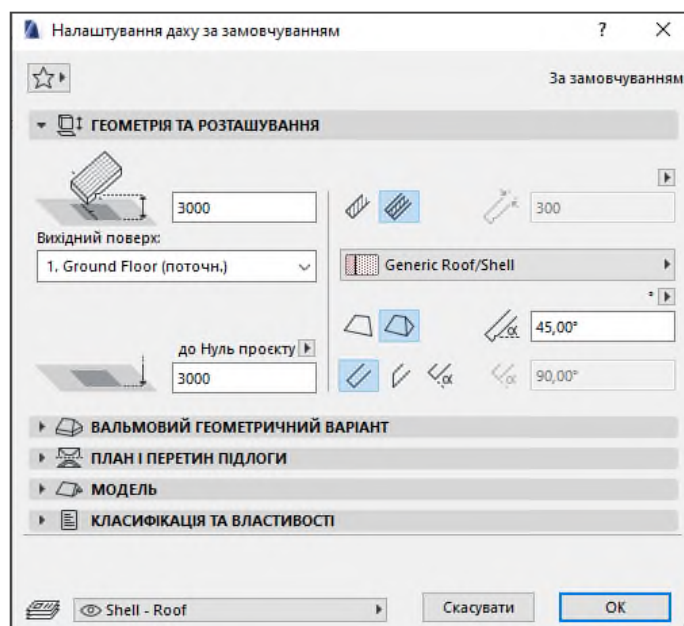 Налаштування даху за замовчуванням
?
За замовчуванням
ГЕОМЕТРІЯ ТА РОЗТАШУВАННЯ
3000
300
Вихідний поверх:
1. Ground Floor (поточн.)
Generic Roof/Shell
°
α
45,00°
до Нуль проєкту
3000
α
α
90,00°
ВАЛЬМОВИЙ ГЕОМЕТРИЧНИЙ ВАРІАНТ
ПЛАН І ПЕРЕТИН ПІДЛОГИ
МОДЕЛЬ
КЛАСИФІКАЦІЯ ТА ВЛАСТИВОСТІ
Shell - Roof
Скасувати
OK